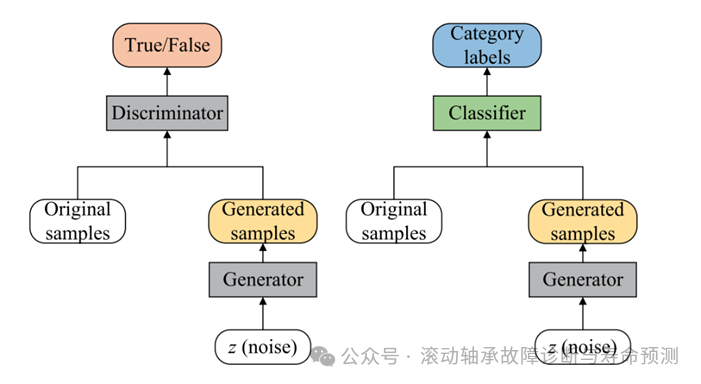 True/False
Category
labels
Discriminator
Classifier
Original
samples
Generated
samples
Original
samples
Generated
samples
Generator
Generator
z (noise)
z (noise)
公众号 · 滚动轴承故障诊断与寿命预测